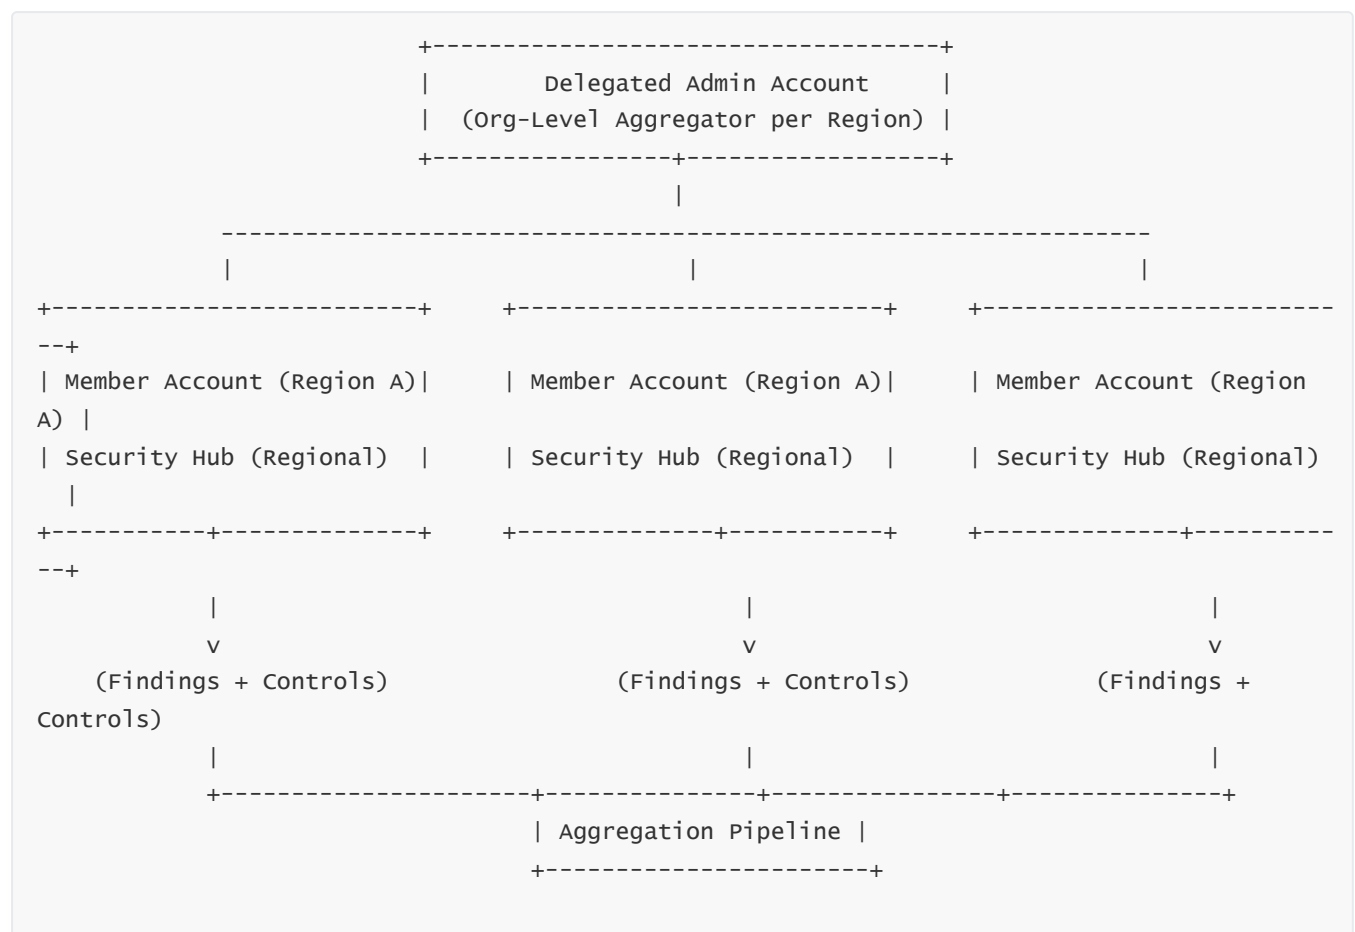 +------------------------------------+
|        Delegated Admin Account     |
|  (Org-Level Aggregator per Region) |
+-----------------+------------------+
|
------------------------------------------------------------------
|                                |                               |
+--------------------------+     +--------------------------+     +-------------------------
--+
| Member Account (Region A)|     | Member Account (Region A)|     | Member Account (Region
A) |
| Security Hub (Regional)  |     | Security Hub (Regional)  |     | Security Hub (Regional)
  |
+-----------+--------------+     +--------------+-----------+     +--------------+----------
--+
|                                     |                                |
v                                     v                                v
(Findings + Controls)                (Findings + Controls)             (Findings +
Controls)
|                                     |                                |
+----------------------+---------------+----------------+---------------+
| Aggregation Pipeline |
+-----------------------+